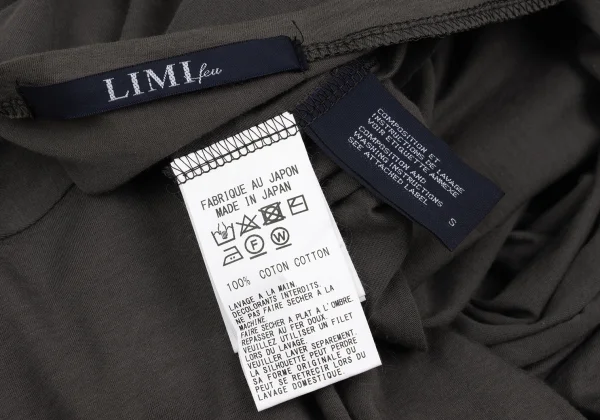 LIMI feu
COMPOSITION ET
INSTRUCTIONS DE LAVAGE
VOIR ETIQUETTE ANNEXE
COMPOSITION AND
WASHING INSTRUCTIONS
SEE ATTACHED LABEL
S
FABRIQUE AU JAPON
MADE IN JAPAN
F W
100% COTON COTTON
LAVAGE A LA MAIN.
DECOLORANTS INTERDITS.
NE PAS FAIRE SECHER A LA
MACHINE.
FAIRE SECHER A PLAT A L'OMBRE.
REPASSER AU FER DOUX.
VEUILLEZ UTILISER UN FILET
LORS DU LAVAGE.
VEUILLER LAVER SEPAREMENT.
LA SILHOUETTE PEUT PERDRE
SA FORME ORIGINALE OU
PEUT SE RETRECIR LORS DU
LAVAGE DOMESTIQUE.